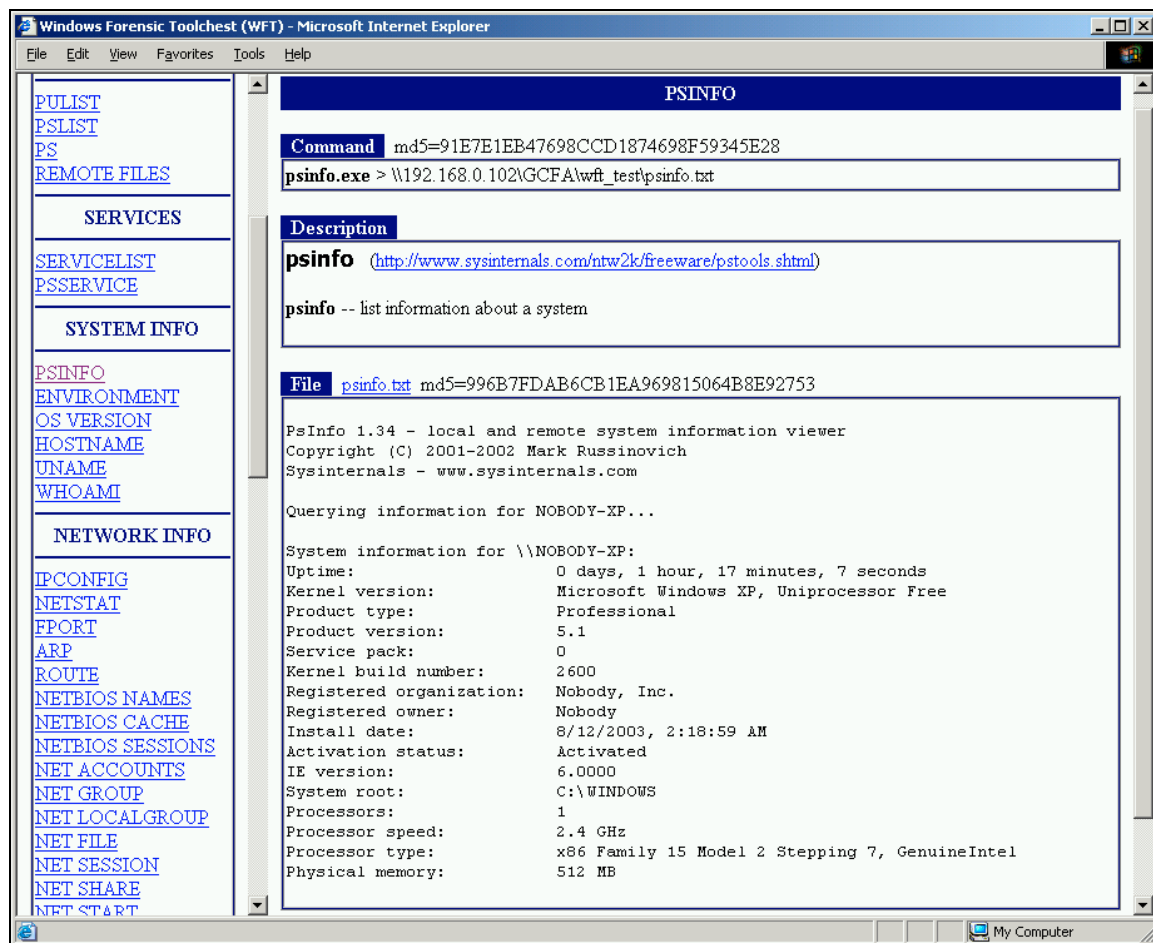 Windows Forensic Toolchest (WFT) - Microsoft Internet Explorer
File Edit View Favorites Tools Help
PULIST
PSLIST
PS
REMOTE FILES
SERVICES
SERVICELIST
PSSERVICE
SYSTEM INFO
PSINFO
ENVIRONMENT
OS VERSION
HOSTNAME
UNAME
WHOAMI
NETWORK INFO
IPCONFIG
NETSTAT
FPORT
ARP
ROUTE
NETBIOS NAMES
NETBIOS CACHE
NETBIOS SESSIONS
NET ACCOUNTS
NET GROUP
NET LOCALGROUP
NET FILE
NET SESSION
NET SHARE
NET START
PSINFO
Command md5=91E7E1EB47698CCD1874698F59345E28
psinfo.exe > \\192.168.0.102\GCFA\wft_test\psinfo.txt
Description
psinfo (http://www.sysinternals.com/ntw2k/freeware/pstools.shtml)
psinfo -- list information about a system
File psinfo.txt md5=996B7FDAB6CB1EA969815064B8E92753
PsInfo 1.34 - local and remote system information viewer
Copyright (C) 2001-2002 Mark Russinovich
Sysinternals - www.sysinternals.com
Querying information for NOBODY-XP...
System information for \\NOBODY-XP:
Uptime: 0 days, 1 hour, 17 minutes, 7 seconds
Kernel version: Microsoft Windows XP, Uniprocessor Free
Product type: Professional
Product version: 5.1
Service pack: 0
Kernel build number: 2600
Registered organization: Nobody, Inc.
Registered owner: Nobody
Install date: 8/12/2003, 2:18:59 AM
Activation status: Activated
IE version: 6.0000
System root: C:\WINDOWS
Processors: 1
Processor speed: 2.4 GHz
Processor type: x86 Family 15 Model 2 Stepping 7, GenuineIntel
Physical memory: 512 MB
My Computer